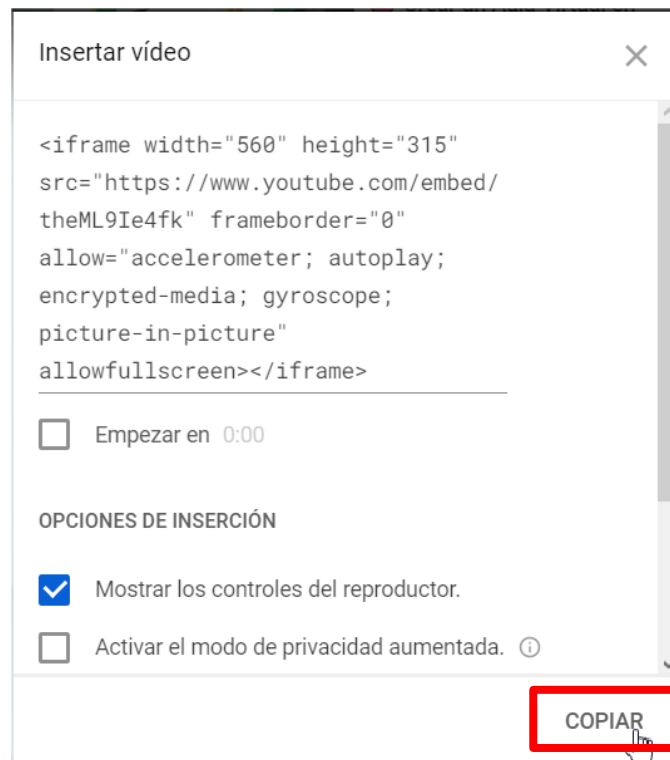 Insertar vídeo
<iframe width="560" height="315"
src="https://www.youtube.com/embed/
theML9Ie4fk" frameborder="0"
allow="accelerometer; autoplay;
encrypted-media; gyroscope;
picture-in-picture"
allowfullscreen></iframe>
Empezar en 0:00
OPCIONES DE INSERCIÓN
Mostrar los controles del reproductor.
Activar el modo de privacidad aumentada.
COPIAR